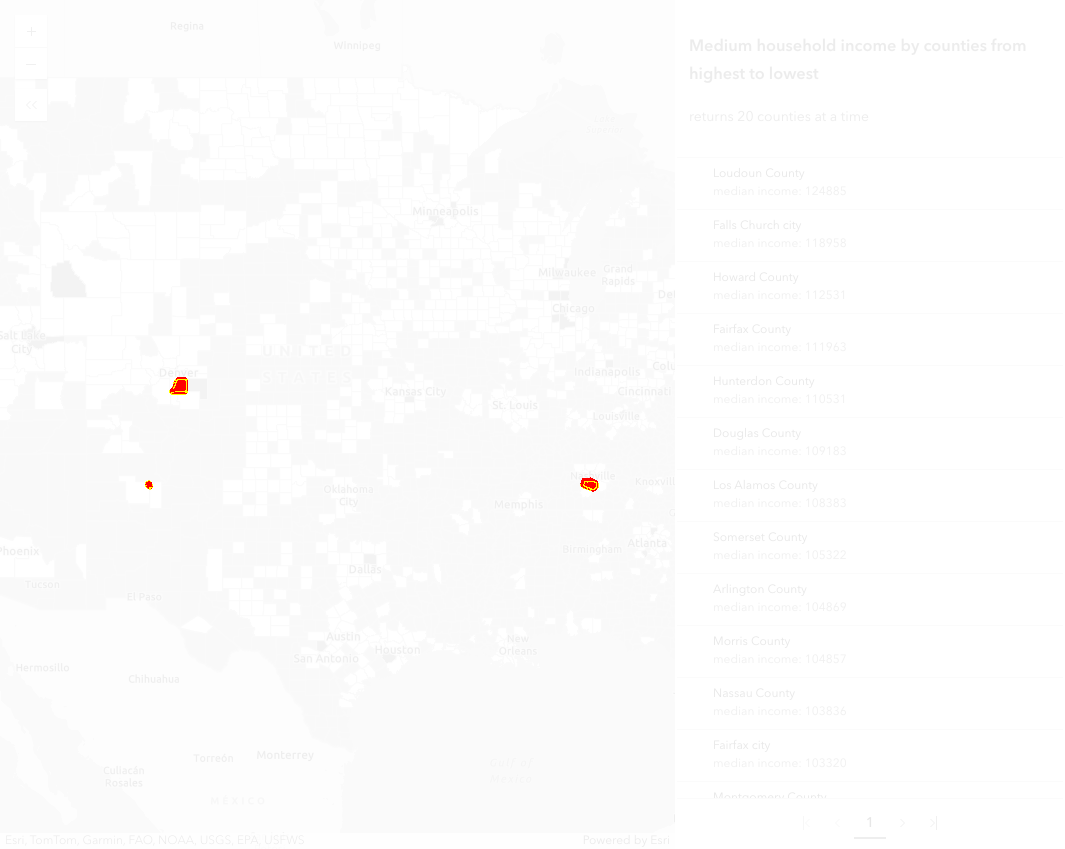 Regina
Winnipeg
Minneapolis
Milwaukee
Grand
Rapids
Chicago
Salt Lake
City
UNITED
STATES
Denver
Indianapolis
Kansas City
Cincinnati
St. Louis
Louisville
Oklahoma
City
Memphis
Phoenix
Birmingham
Atlanta
Dallas
Tucson
El Paso
Austin
New
Orleans
Houston
San Antonio
Hermosillo
Chihuahua
Torreón
Monterrey
Culiacán
Rosales
MÉXICO
Esri, TomTom, Garmin, FAO, NOAA, USGS, EPA, USFWS
Powered by Esri
Medium household income by counties from
highest to lowest
returns 20 counties at a time
Loudoun County
median income: 124885
Falls Church city
median income: 118958
Howard County
median income: 112531
Fairfax County
median income: 111963
Hunterdon County
median income: 110531
Douglas County
median income: 109183
Los Alamos County
median income: 108383
Somerset County
median income: 105322
Arlington County
median income: 104869
Morris County
median income: 104857
Nassau County
median income: 103836
Fairfax city
median income: 103320
Montgomery County
1